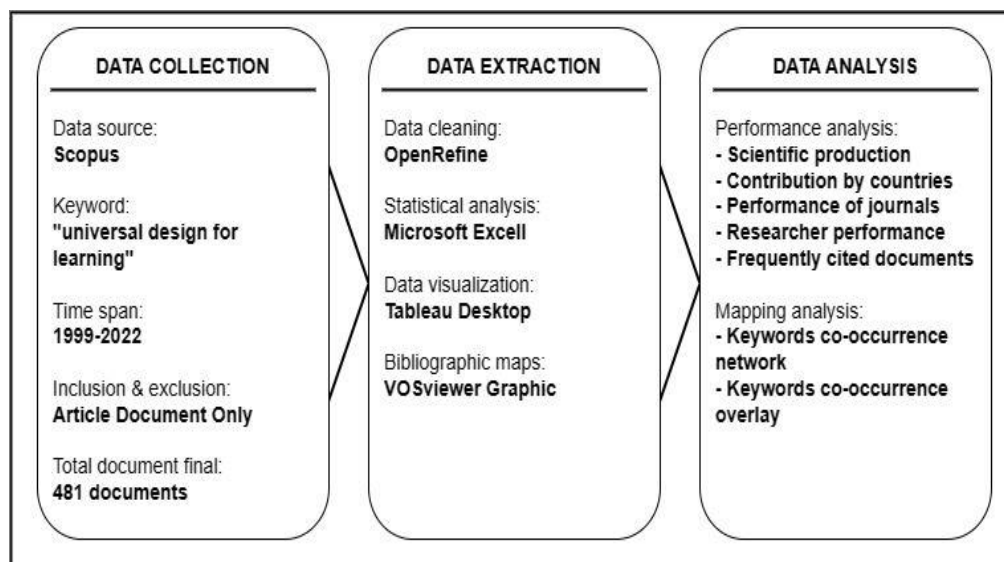 DATA COLLECTION
Data source:
Scopus
Keyword:
"universal design for
learning"
Time span:
1999-2022
Inclusion & exclusion:
Article Document Only
Total document final:
481 documents
DATA EXTRACTION
Data cleaning:
OpenRefine
Statistical analysis:
Microsoft Excell
Data visualization:
Tableau Desktop
Bibliographic maps:
VOSviewer Graphic
DATA ANALYSIS
Performance analysis:
- Scientific production
- Contribution by countries
- Performance of journals
- Researcher performance
- Frequently cited documents
Mapping analysis:
- Keywords co-occurrence
network
- Keywords co-occurrence
overlay